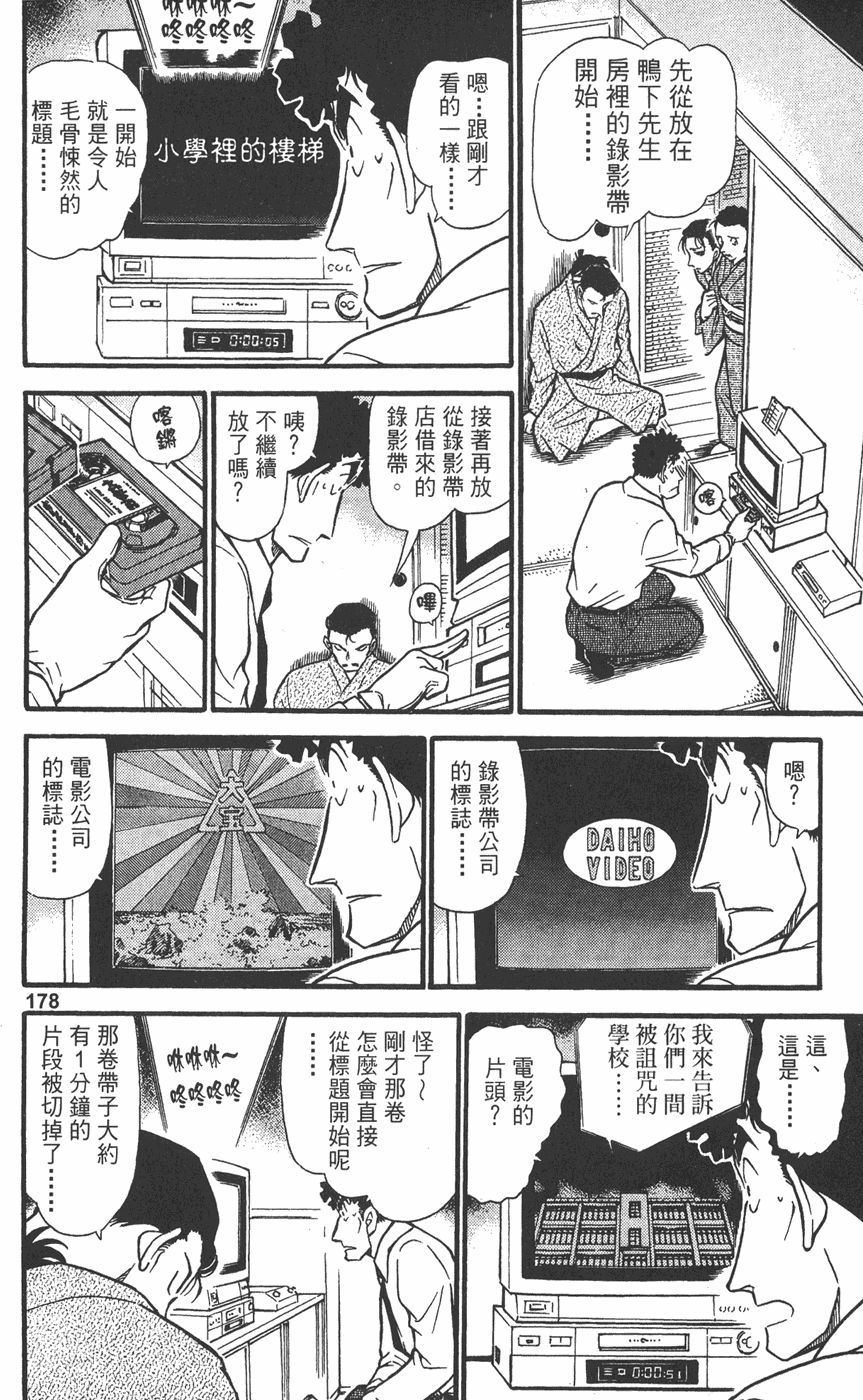 先從放在
鴨下先生
房裡的錄影帶
開始……
喀
嗯…跟剛才
看的一樣……
咻咻咻～
咚咚咚咚
小學裡的樓梯
0:00:05
一開始
就是令人
毛骨悚然的
標題……
接著再放
從錄影帶
店借來的
錄影帶。
嗶
咦？
不繼續
放了嗎？
喀鏘
嗯？
DAIHO
VIDEO
錄影帶公司
的標誌……
大宝
電影公司
的標誌……
178
這、
這是……
我來告訴
你們一間
被詛咒的
學校……
電影的
片頭？
0:00:51
怪了～
剛才那卷
怎麼會直接
從標題開始呢
……
咻咻咻～
咚咚咚咚
那卷帶子大約
有1分鐘的
片段被切掉了……